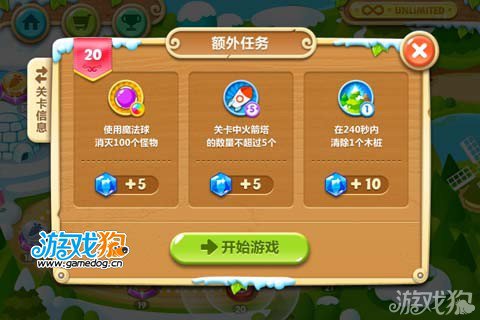 UNLIMITED
额外任务
20
关卡信息
使用魔法球
消灭100个怪物
+5
5
关卡中火箭塔
的数量不超过5个
+5
1
在240秒内
清除1个木桩
+10
开始游戏
游戏狗
www.gamedog.cn
19
20
游戏狗